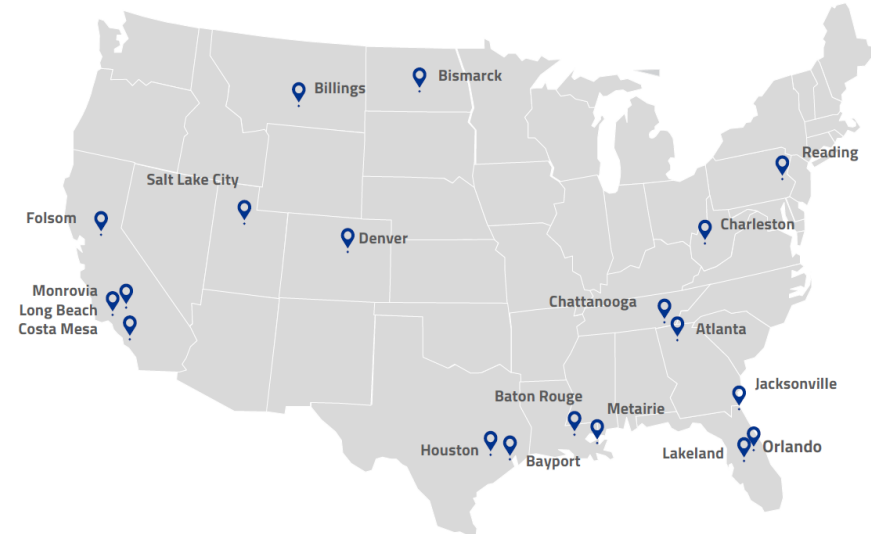 Billings
Bismarck
Reading
Salt Lake City
Folsom
Charleston
Denver
Monrovia
Long Beach
Costa Mesa
Chattanooga
Atlanta
Jacksonville
Baton Rouge
Metairie
Houston
Bayport
Lakeland
Orlando